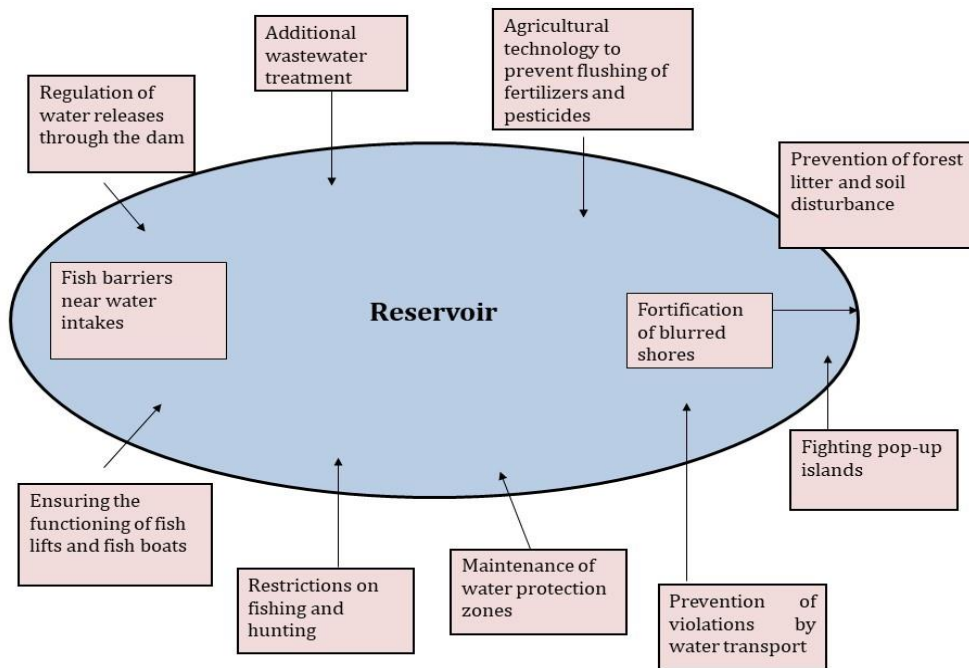 Additional
wastewater
treatment
Agricultural
technology to
prevent flushing of
fertilizers and
pesticides
Regulation of
water releases
through the dam
Prevention of forest
litter and soil
disturbance
Fish barriers
near water
intakes
Reservoir
Fortification
of blurred
shores
Fighting pop-up
islands
Ensuring the
functioning of fish
lifts and fish boats
Restrictions on
fishing and
hunting
Maintenance of
water protection
zones
Prevention of
violations by
water transport